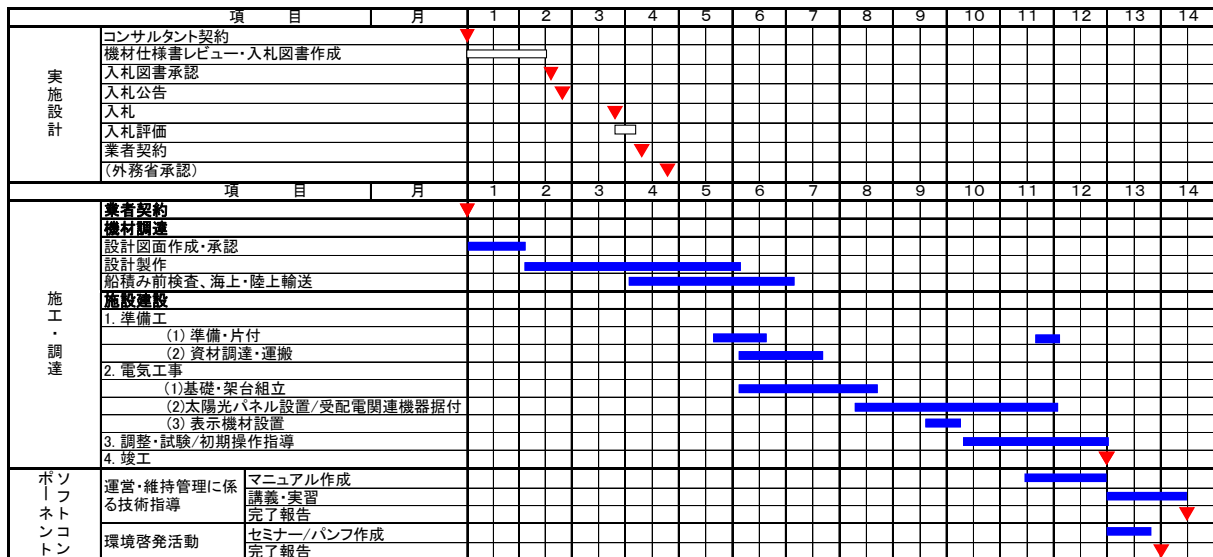 項 目 月 1 2 3 4 5 6 7 8 9 10 11 12 13 14
実施設計
コンサルタント契約
機材仕様書レビュー・入札図書作成
入札図書承認
入札公告
入札
入札評価
業者契約
(外務省承認)
項 目 月 1 2 3 4 5 6 7 8 9 10 11 12 13 14
施工・調達
業者契約
機材調達
設計図面作成・承認
設計製作
船積み前検査、海上・陸上輸送
施設建設
1. 準備工
(1) 準備・片付
(2) 資材調達・運搬
2. 電気工事
(1)基礎・架台組立
(2)太陽光パネル設置/受配電関連機器据付
(3) 表示機材設置
3. 調整・試験/初期操作指導
4. 竣工
ソフトコン
ポーネント
運営・維持管理に係
る技術指導
マニュアル作成
講義・実習
完了報告
環境啓発活動
セミナー/パンフ作成
完了報告